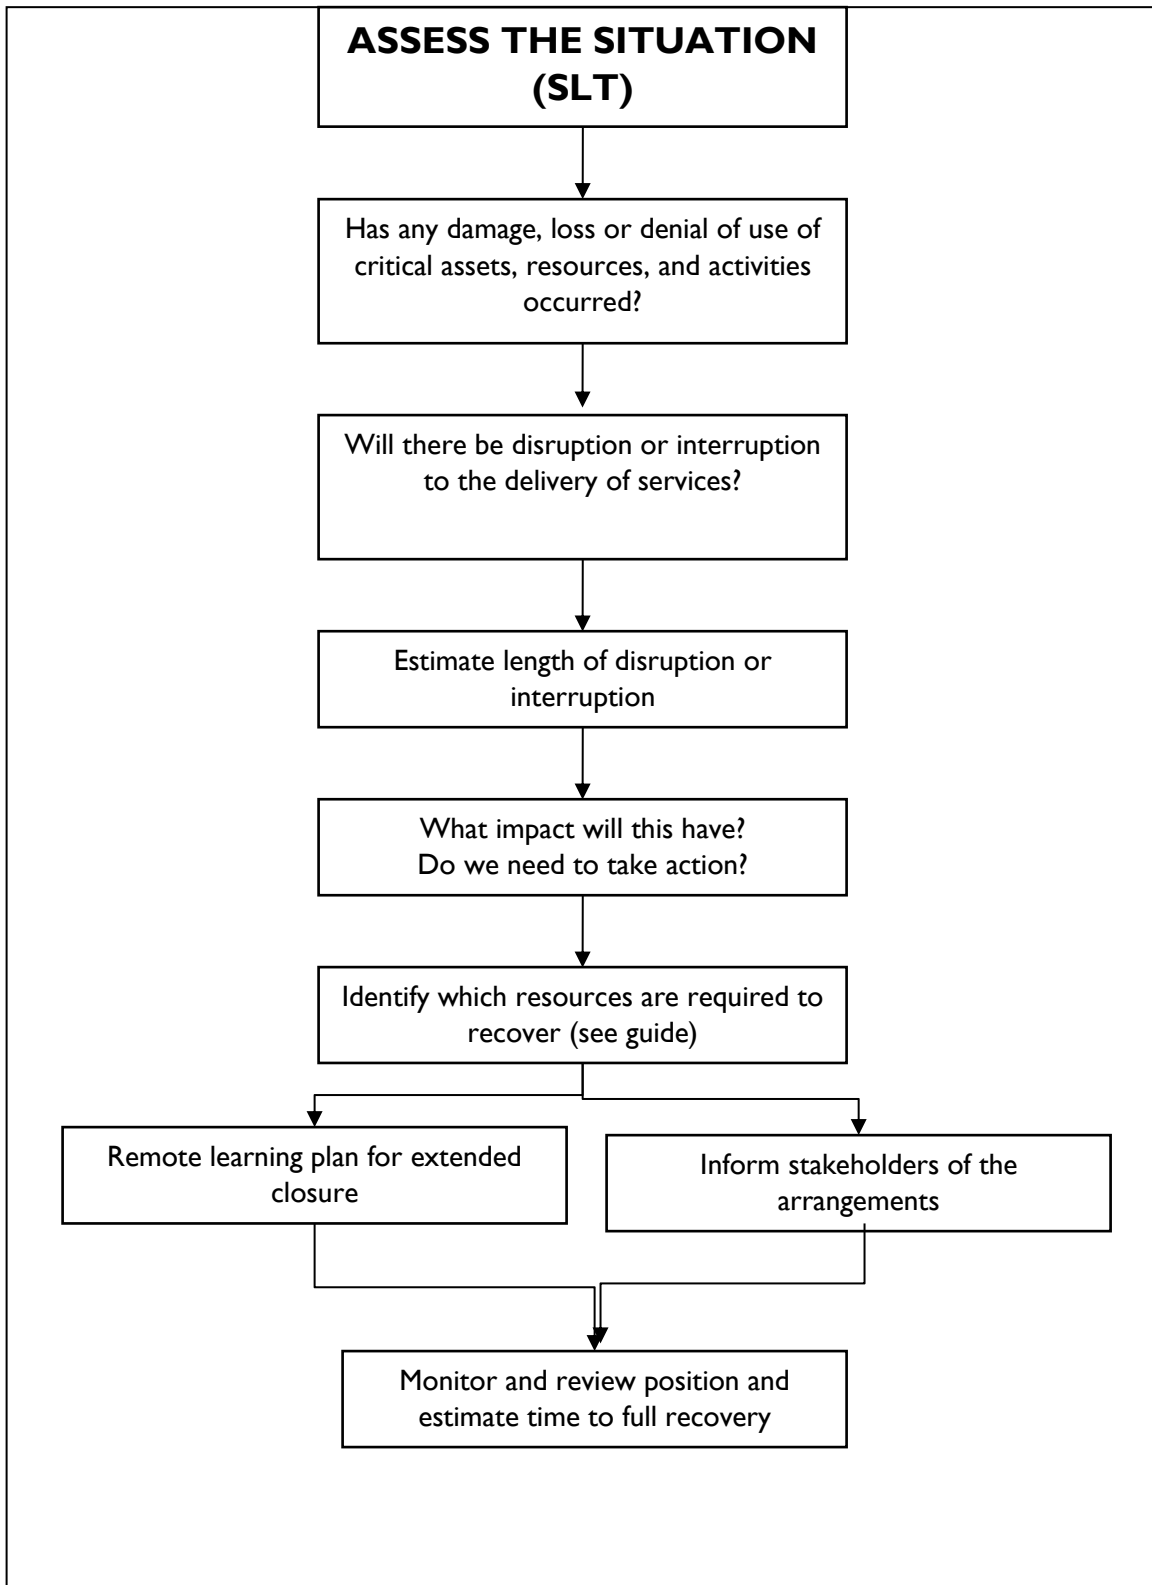 ASSESS THE SITUATION
(SLT)
Has any damage, loss or denial of use of
critical assets, resources, and activities
occurred?
Will there be disruption or interruption
to the delivery of services?
Estimate length of disruption or
interruption
What impact will this have?
Do we need to take action?
Identify which resources are required to
recover (see guide)
Remote learning plan for extended
closure
Inform stakeholders of the
arrangements
Monitor and review position and
estimate time to full recovery